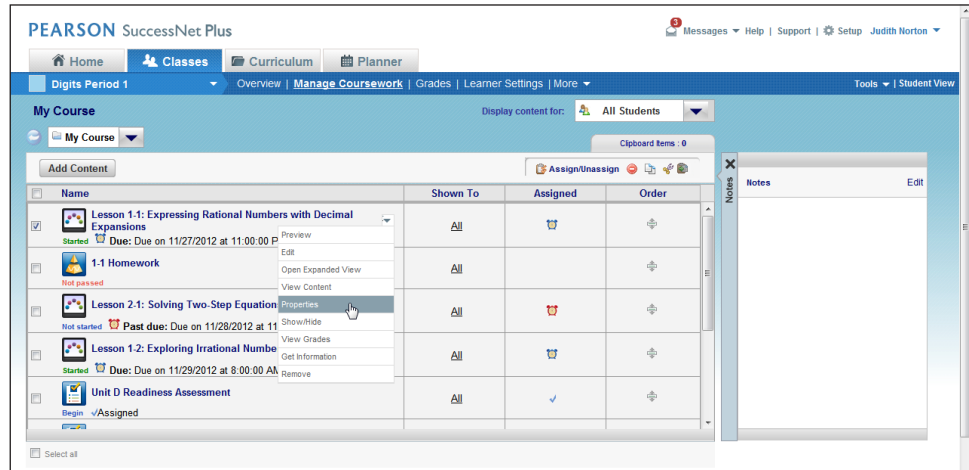 PEARSON SuccessNet Plus
3
Messages Help | Support | Setup Judith Norton
Home Classes Curriculum Planner
Digits Period 1 Overview | Manage Coursework | Grades | Learner Settings | More Tools | Student View
My Course Display content for: All Students
My Course Clipboard Items : 0
Add Content Assign/Unassign
Notes
Notes Edit
Name Shown To Assigned Order
Lesson 1-1: Expressing Rational Numbers with Decimal
Expansions
All
Started Due: Due on 11/27/2012 at 11:00:00 P
Preview
Edit
Open Expanded View
View Content
Properties
Show/Hide
View Grades
Get Information
Remove
1-1 Homework
All
Not passed
Lesson 2-1: Solving Two-Step Equation
All
Not started Past due: Due on 11/28/2012 at 11
Lesson 1-2: Exploring Irrational Numbe
All
Started Due: Due on 11/29/2012 at 8:00:00 AM
Unit D Readiness Assessment
All
Begin Assigned
Select all